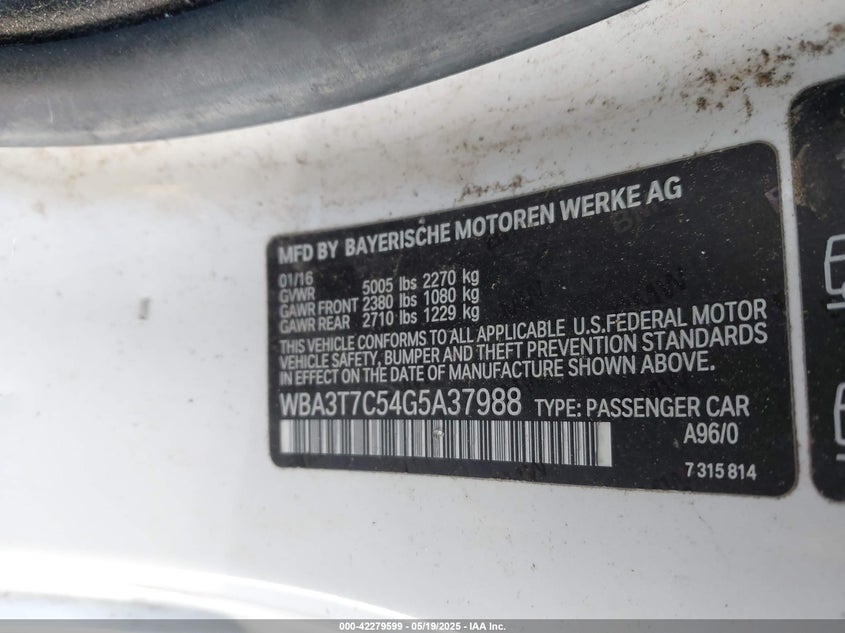 MFD BY BAYERISCHE MOTOREN WERKE AG
01/16
GVWR 5005 lbs 2270 kg
GAWR FRONT 2380 lbs 1080 kg
GAWR REAR 2710 lbs 1229 kg
THIS VEHICLE CONFORMS TO ALL APPLICABLE U.S.FEDERAL MOTOR
VEHICLE SAFETY, BUMPER AND THEFT PREVENTION STANDARDS
IN EFFECT ON THE DATE OF MANUFACTURE SHOWN ABOVE.
WBA3T7C54G5A37988 TYPE: PASSENGER CAR
A96/0
7 315 814
000-42279599 — 05/19/2025 — IAA Inc.